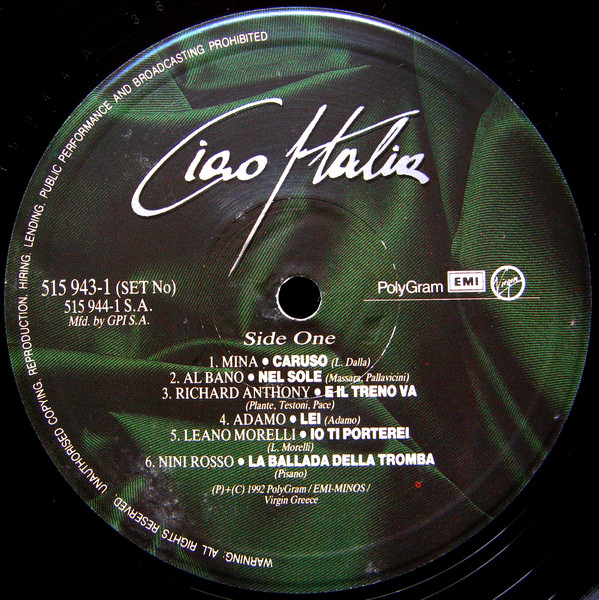 WARNING: ALL RIGHTS RESERVED. UNAUTHORISED COPYING, REPRODUCTION, HIRING, LENDING, PUBLIC PERFORMANCE AND BROADCASTING PROHIBITED
Ciao Italia
515 943-1 (SET No)
515 944-1 S.A.
Mfd. by GPI S.A.
PolyGram EMI Virgin
Side One
1. MINA • CARUSO (L. Dalla)
2. AL BANO • NEL SOLE (Massara, Pallavicini)
3. RICHARD ANTHONY • E IL TRENO VA
(Plante, Testoni, Pace)
4. ADAMO • LEI (Adamo)
5. LEANO MORELLI • IO TI PORTEREI
(L. Morelli)
6. NINI ROSSO • LA BALLADA DELLA TROMBA
(Pisano)
(P)+(C) 1992 PolyGram / EMI-MINOS /
Virgin Greece